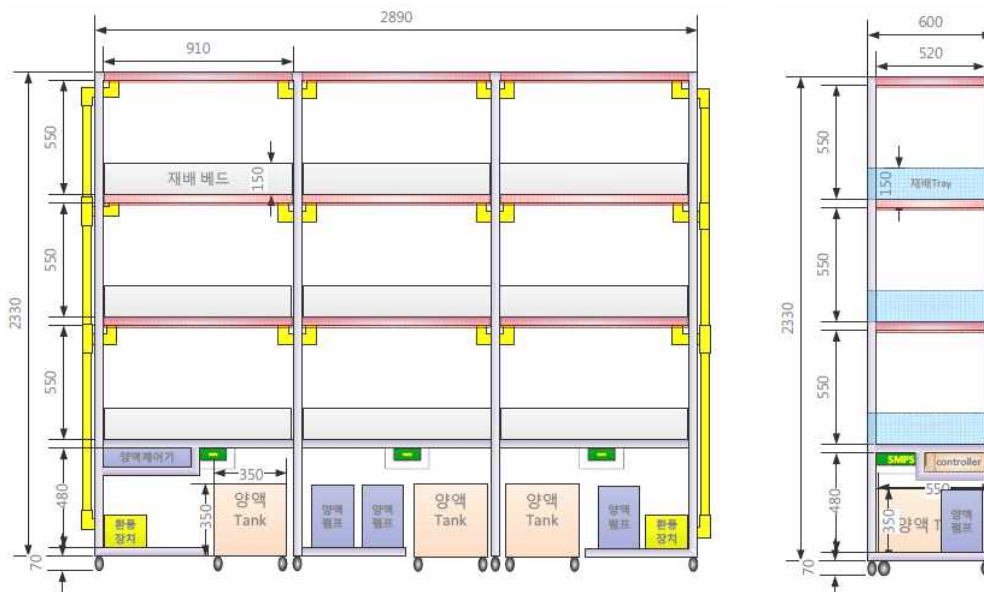 2890
910
550
재배 베드
150
550
2330
550
양액제어기
350
480
350
양액
Tank
양액
펌프
양액
펌프
양액
Tank
양액
Tank
양액
펌프
환풍
장치
환풍
장치
70
600
520
550
150
재배Tray
550
2330
550
SMPS
controller
550
480
350
양액 T
양액
펌프
70